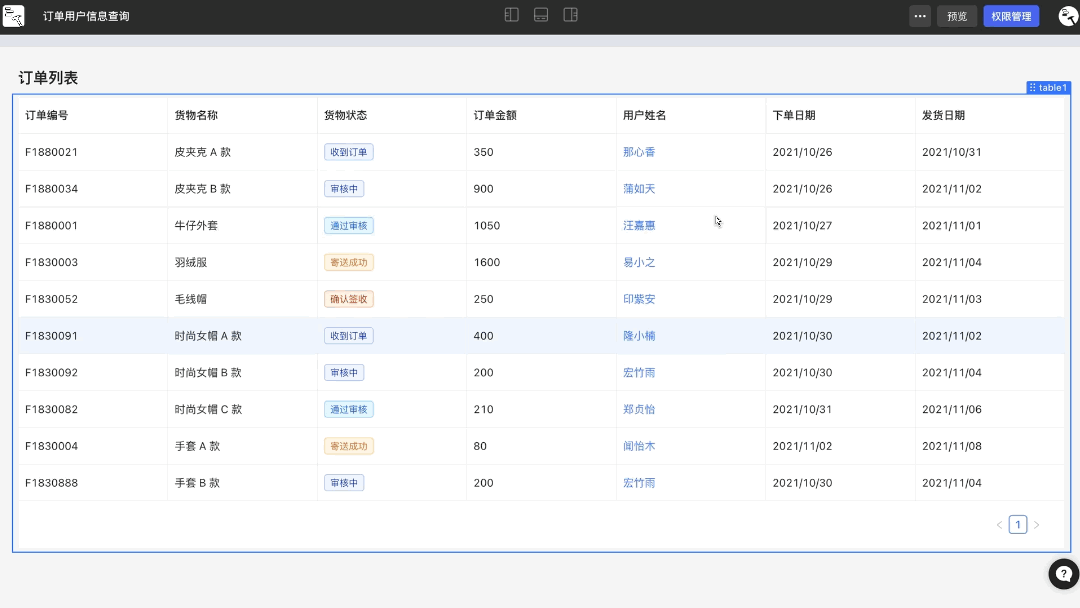 订单用户信息查询
预览 权限管理
订单列表
table1
订单编号 货物名称 货物状态 订单金额 用户姓名 下单日期 发货日期
F1880021 皮夹克 A 款 收到订单 350 那心香 2021/10/26 2021/10/31
F1880034 皮夹克 B 款 审核中 900 蒲如天 2021/10/26 2021/11/02
F1880001 牛仔外套 通过审核 1050 汪嘉惠 2021/10/27 2021/11/01
F1830003 羽绒服 寄送成功 1600 易小之 2021/10/29 2021/11/04
F1830052 毛线帽 确认签收 250 印紫安 2021/10/29 2021/11/03
F1830091 时尚女帽 A 款 收到订单 400 隆小楠 2021/10/30 2021/11/02
F1830092 时尚女帽 B 款 审核中 200 宏竹雨 2021/10/30 2021/11/04
F1830082 时尚女帽 C 款 通过审核 210 郑贞怡 2021/10/31 2021/11/06
F1830004 手套 A 款 寄送成功 80 闻怡木 2021/11/02 2021/11/08
F1830888 手套 B 款 审核中 200 宏竹雨 2021/10/30 2021/11/04
1
?